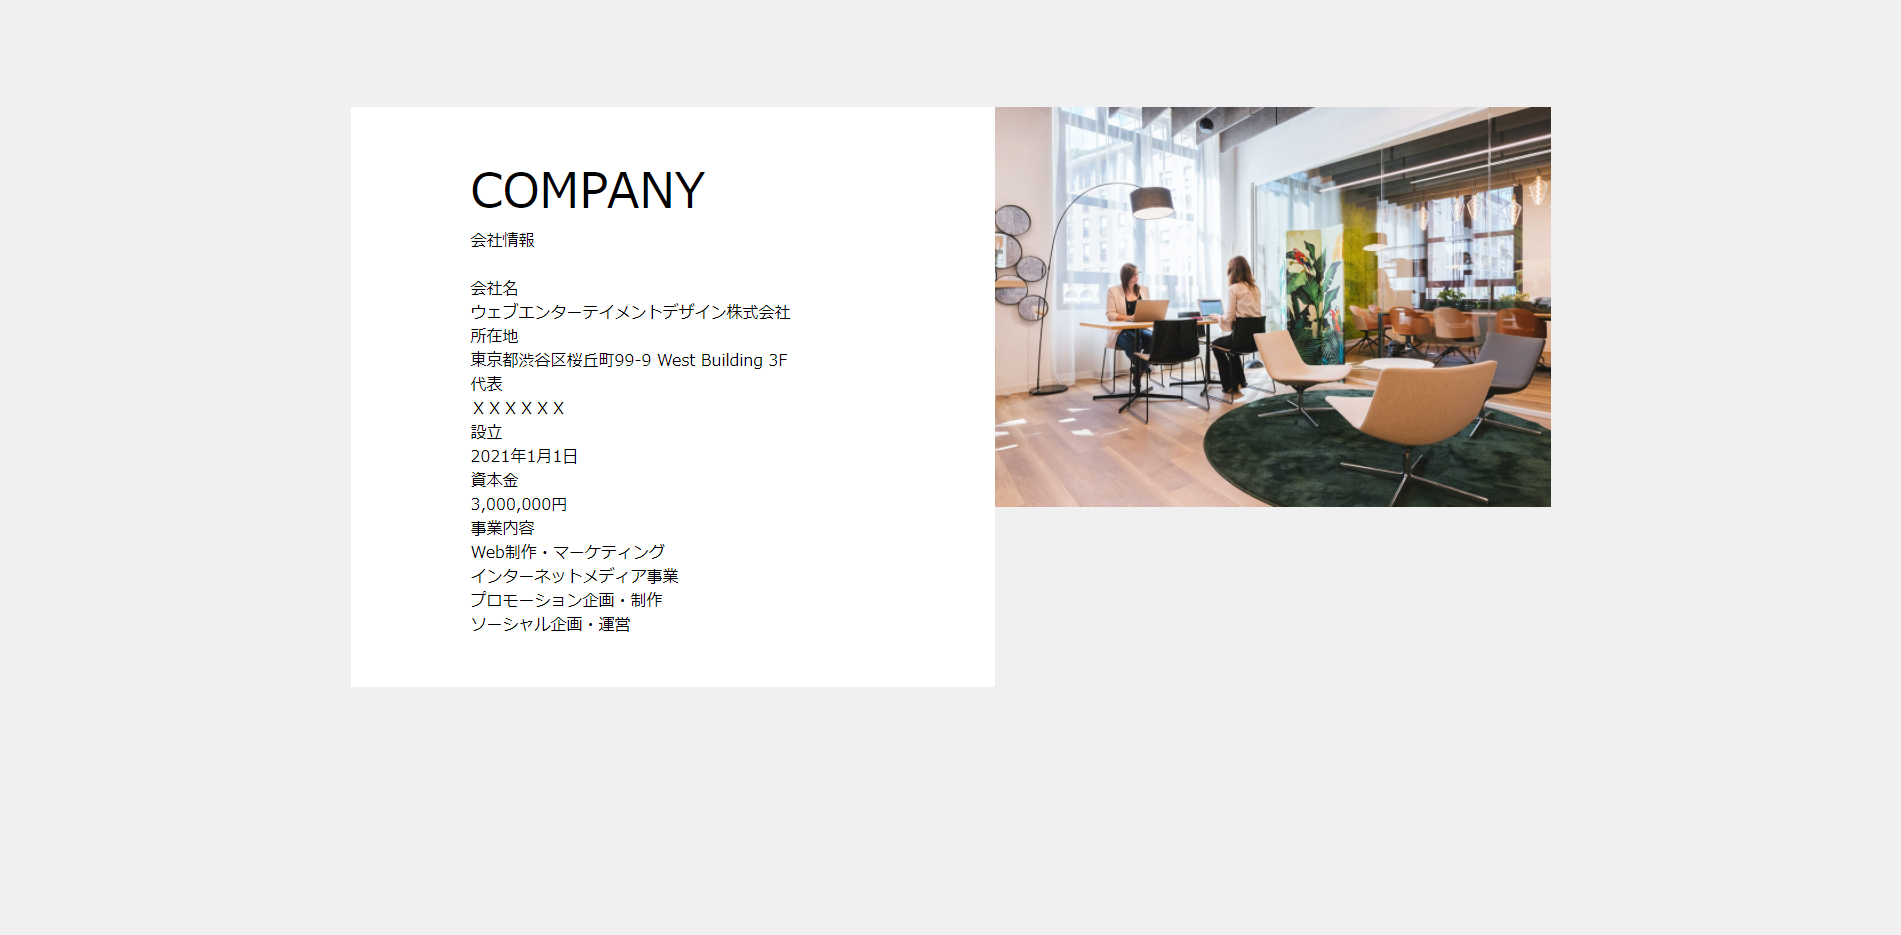 COMPANY
会社情報
会社名
ウェブエンターテイメントデザイン株式会社
所在地
東京都渋谷区桜丘町99-9 West Building 3F
代表
ＸＸＸＸＸＸ
設立
2021年1月1日
資本金
3,000,000円
事業内容
Web制作・マーケティング
インターネットメディア事業
プロモーション企画・制作
ソーシャル企画・運営